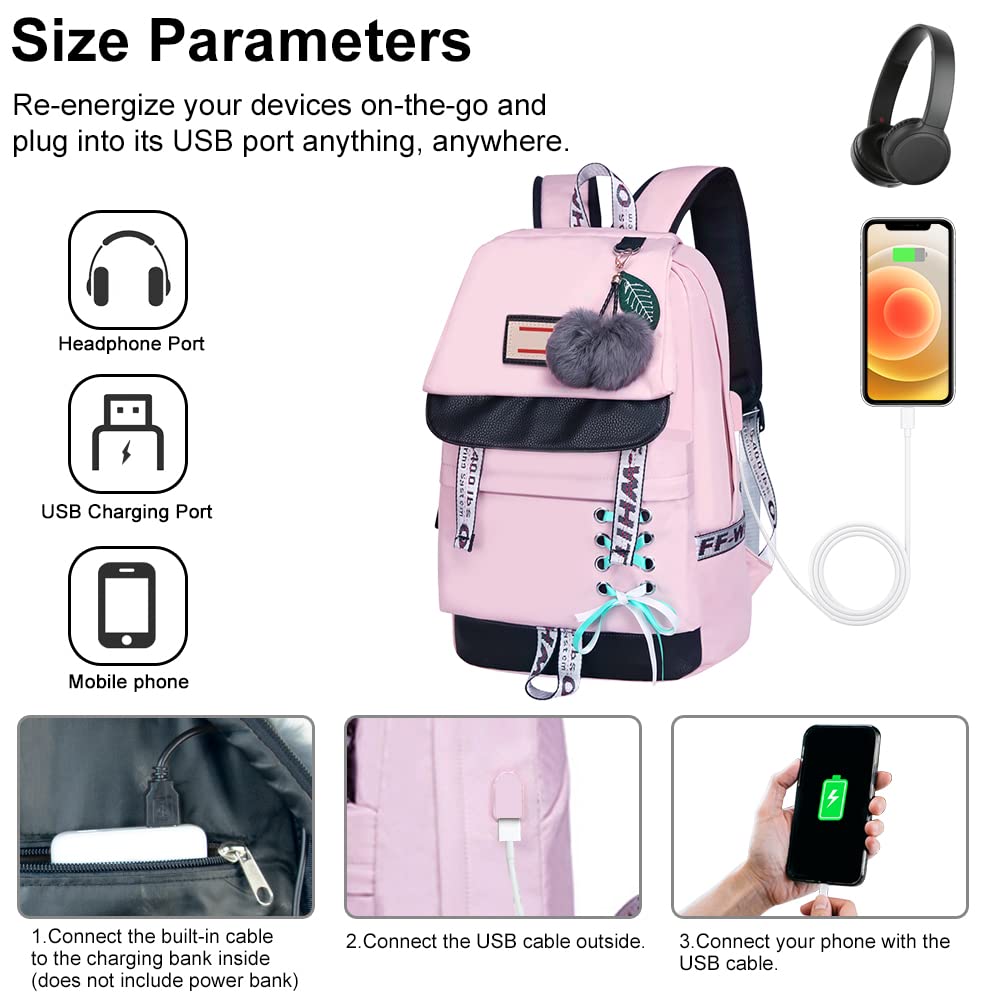 Size Parameters
Re-energize your devices on-the-go and
plug into its USB port anything, anywhere.
Headphone Port
USB Charging Port
Mobile phone
FF-W
1.Connect the built-in cable
to the charging bank inside
(does not include power bank)
2.Connect the USB cable outside.
3.Connect your phone with the
USB cable.